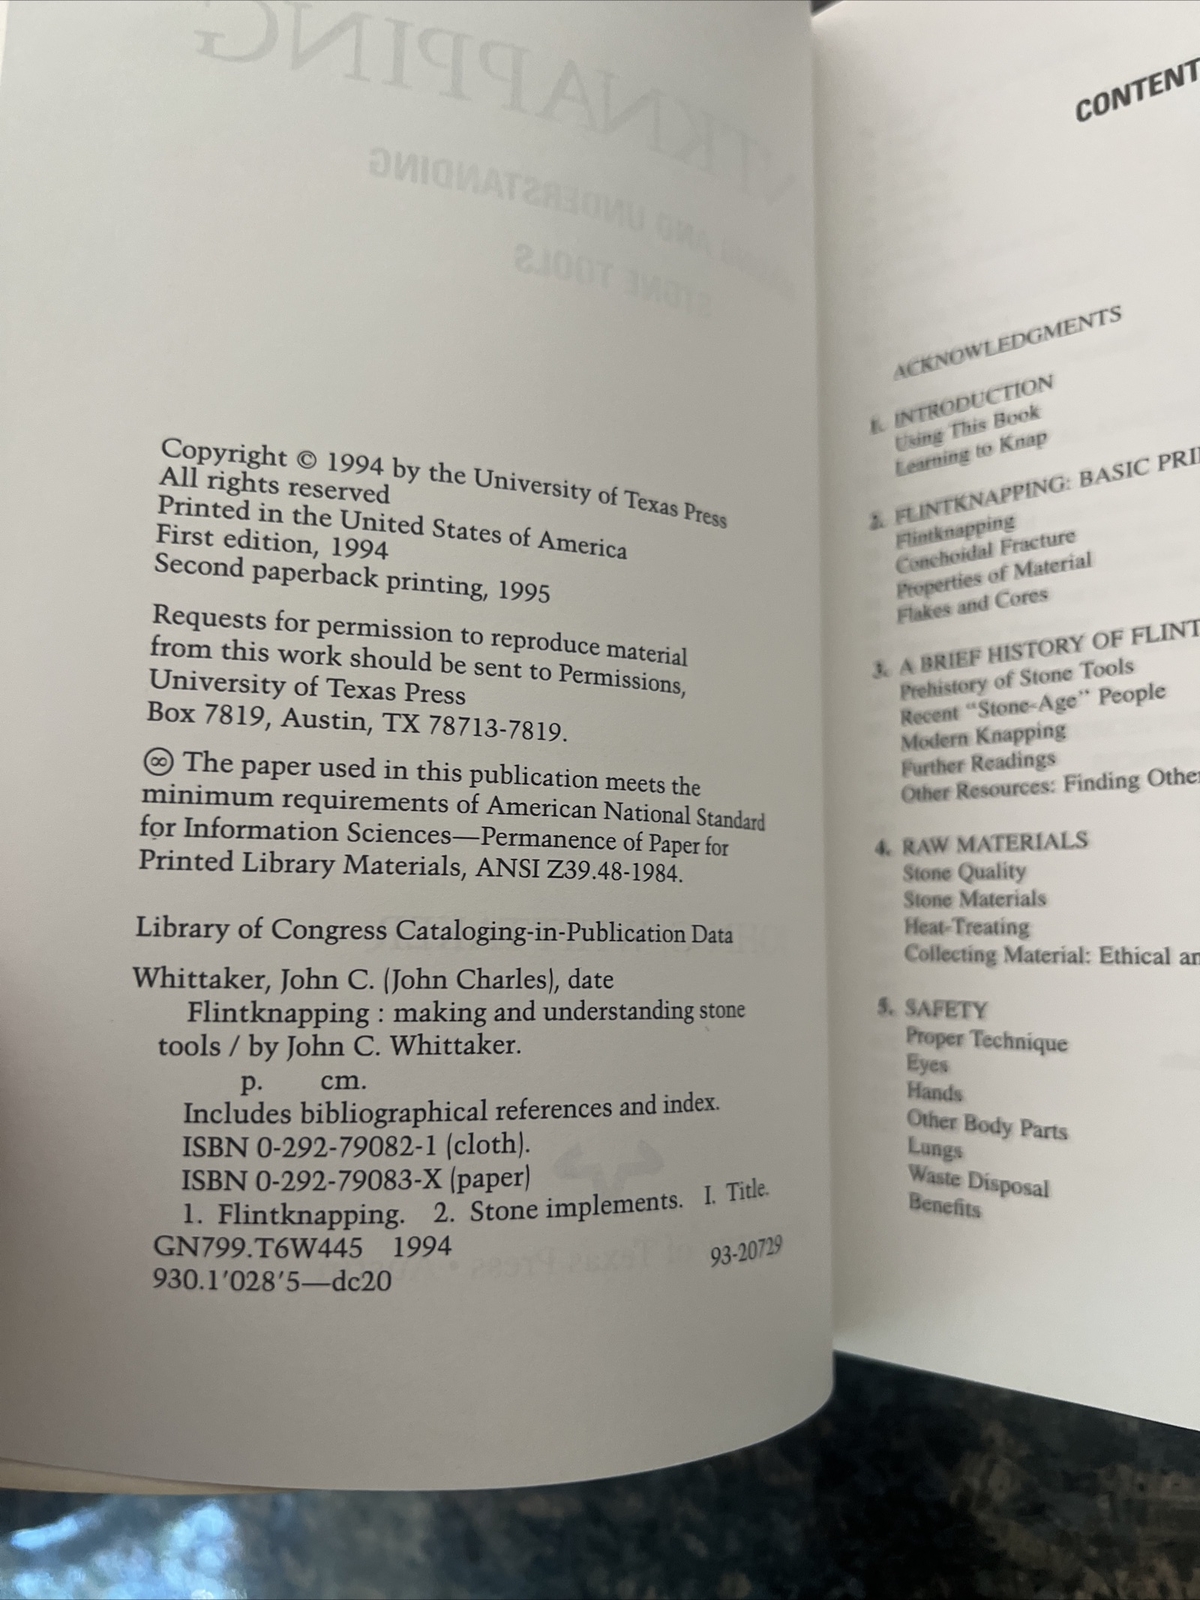 Copyright © 1994 by the University of Texas Press
All rights reserved
Printed in the United States of America
First edition, 1994
Second paperback printing, 1995
Requests for permission to reproduce material
from this work should be sent to Permissions,
University of Texas Press
Box 7819, Austin, TX 78713-7819.
♾ The paper used in this publication meets the
minimum requirements of American National Standard
for Information Sciences—Permanence of Paper for
Printed Library Materials, ANSI Z39.48-1984.
Library of Congress Cataloging-in-Publication Data
Whittaker, John C. (John Charles), date
Flintknapping : making and understanding stone
tools / by John C. Whittaker.
p. cm.
Includes bibliographical references and index.
ISBN 0-292-79082-1 (cloth).
ISBN 0-292-79083-X (paper)
1. Flintknapping. 2. Stone implements. I. Title.
GN799.T6W445 1994
93-20729
930.1′028′5—dc20
CONTENT
ACKNOWLEDGMENTS
1. INTRODUCTION
Using This Book
Learning to Knap
2. FLINTKNAPPING: BASIC PRI
Flintknapping
Conchoidal Fracture
Properties of Material
Flakes and Cores
3. A BRIEF HISTORY OF FLINT
Prehistory of Stone Tools
Recent “Stone-Age” People
Modern Knapping
Further Readings
Other Resources: Finding Othe
4. RAW MATERIALS
Stone Quality
Stone Materials
Heat-Treating
Collecting Material: Ethical an
5. SAFETY
Proper Technique
Eyes
Hands
Other Body Parts
Lungs
Waste Disposal
Benefits